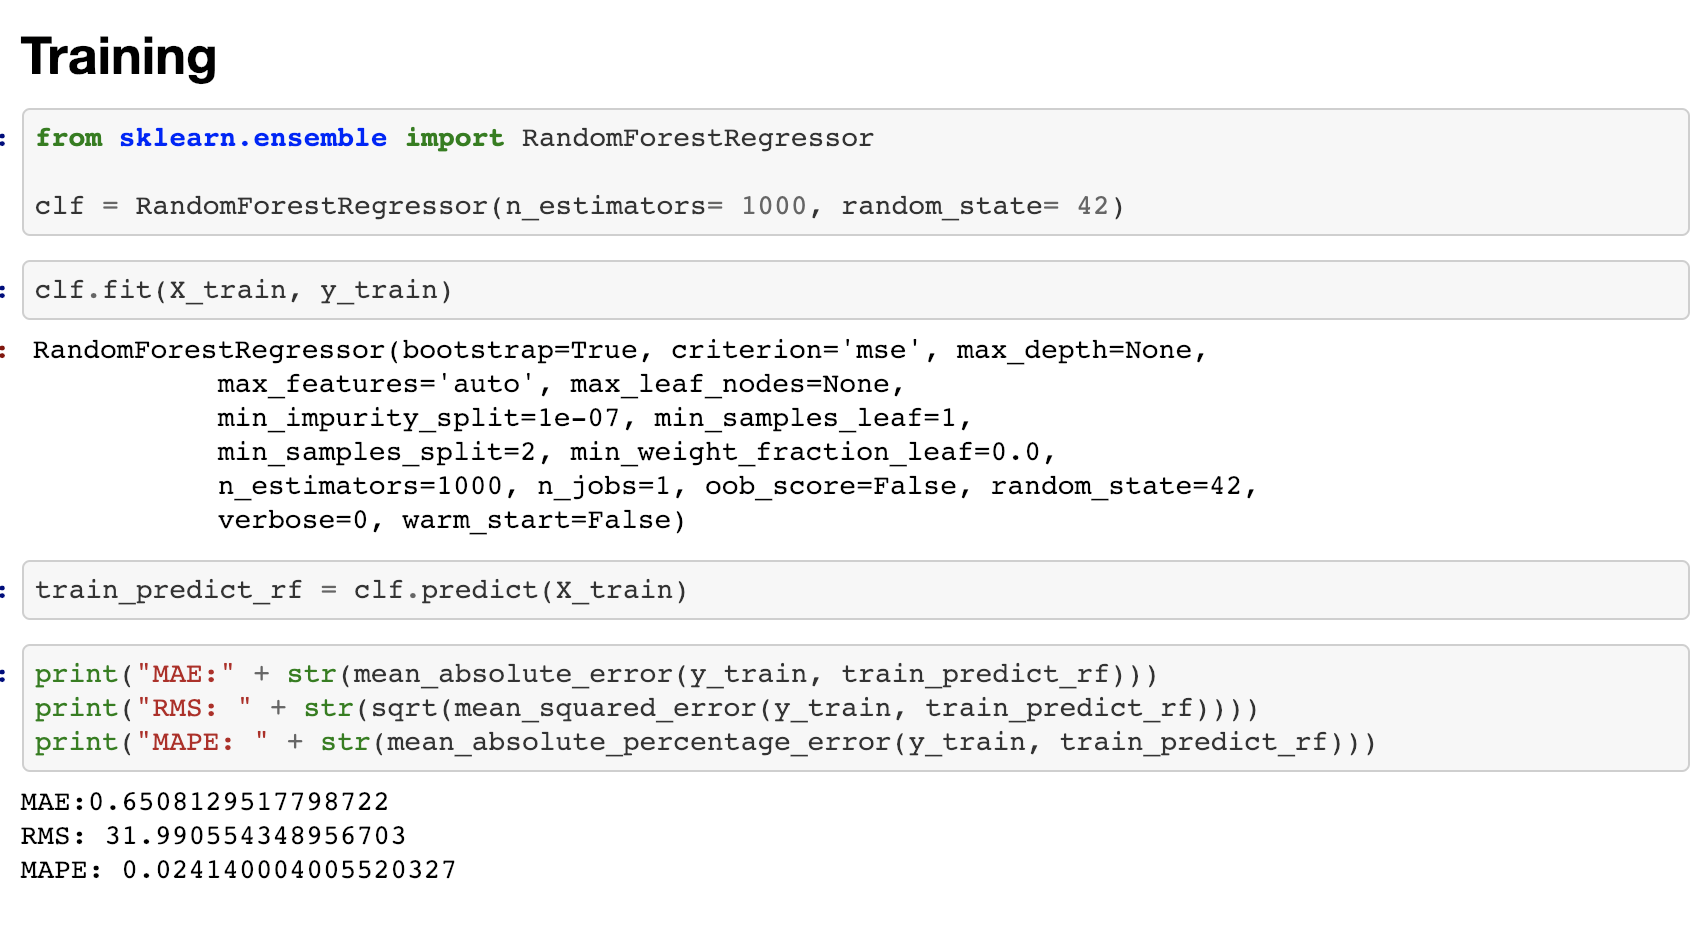 Training
from sklearn.ensemble import RandomForestRegressor
clf = RandomForestRegressor(n_estimators= 1000, random_state= 42)
clf.fit(X_train, y_train)
RandomForestRegressor(bootstrap=True, criterion='mse', max_depth=None,
max_features='auto', max_leaf_nodes=None,
min_impurity_split=1e-07, min_samples_leaf=1,
min_samples_split=2, min_weight_fraction_leaf=0.0,
n_estimators=1000, n_jobs=1, oob_score=False, random_state=42,
verbose=0, warm_start=False)
train_predict_rf = clf.predict(X_train)
print("MAE:" + str(mean_absolute_error(y_train, train_predict_rf)))
print("RMS: " + str(sqrt(mean_squared_error(y_train, train_predict_rf))))
print("MAPE: " + str(mean_absolute_percentage_error(y_train, train_predict_rf)))
MAE:0.6508129517798722
RMS: 31.990554348956703
MAPE: 0.024140004005520327